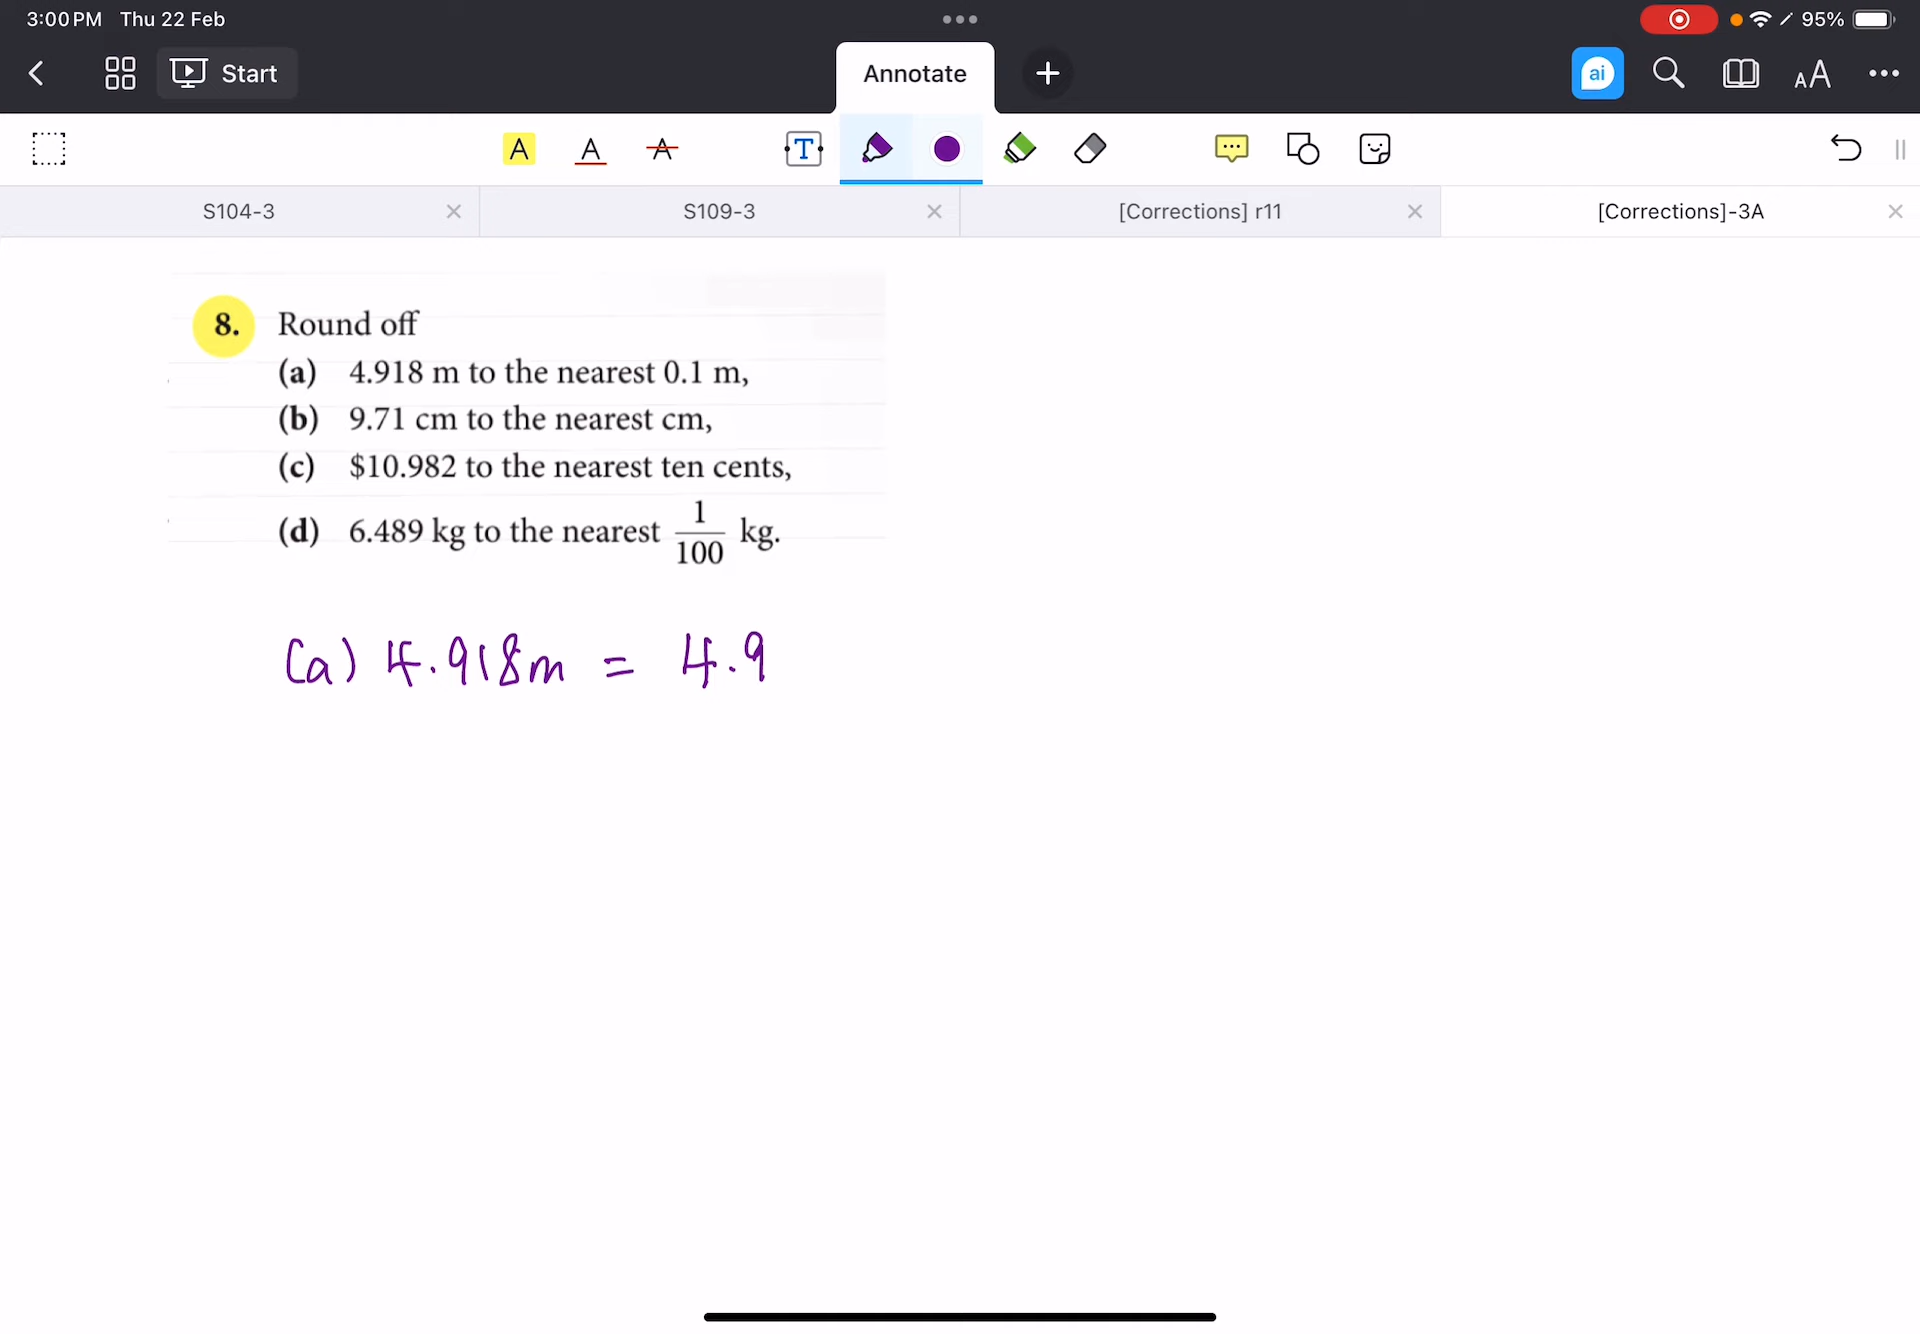 3:00 PM Thu 22 Feb
95%
Start
Annotate
ai
AA
A A A T
S104-3
S109-3
[Corrections] r11
[Corrections]-3A
8. Round off
(a) 4.918 m to the nearest 0.1 m,
(b) 9.71 cm to the nearest cm,
(c) $10.982 to the nearest ten cents,
(d) 6.489 kg to the nearest 1/100 kg.
(a) 4.918m = 4.9